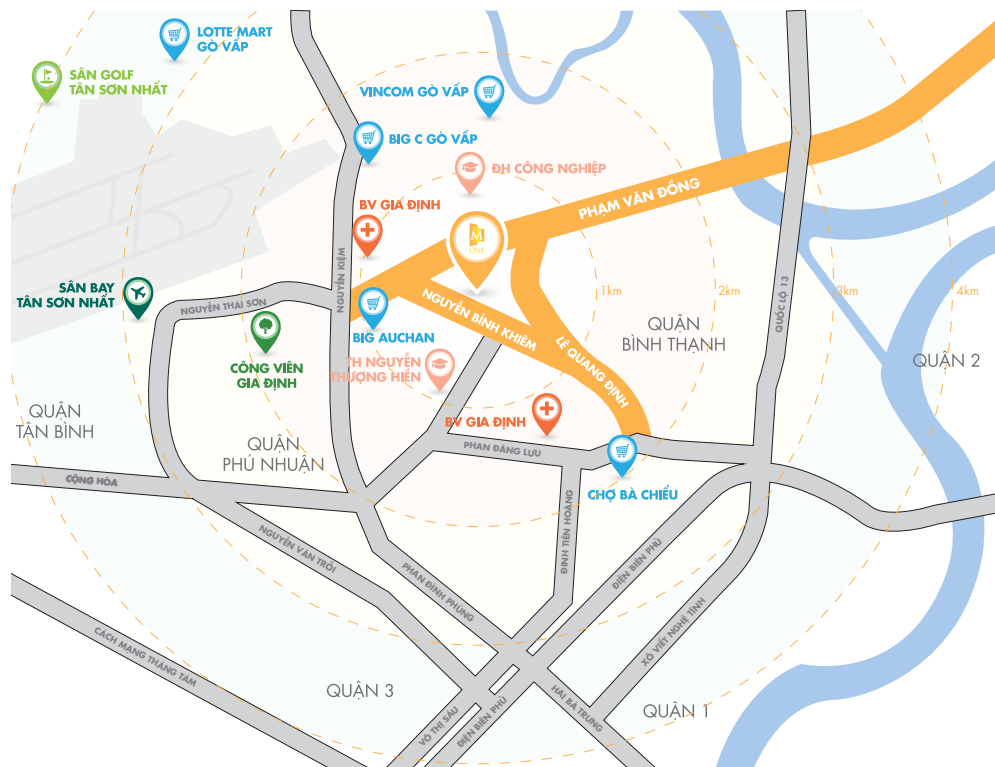 LOTTE MART
GÒ VẤP
SÂN GOLF
TÂN SƠN NHẤT
VINCOM GÒ VẤP
BIG C GÒ VẤP
ĐH CÔNG NGHIỆP
PHẠM VĂN ĐỒNG
BV GIA ĐỊNH
M
ONE
NGUYỄN KIỆM
SÂN BAY
TÂN SƠN NHẤT
NGUYỄN THÁI SƠN
1km
2km
3km
4km
QUỐC LỘ 13
BIG AUCHAN
NGUYỄN BỈNH KHIÊM
LÊ QUANG ĐỊNH
QUẬN
BÌNH THẠNH
QUẬN 2
CÔNG VIÊN
GIA ĐỊNH
TH NGUYỄN
THƯỢNG HIỀN
QUẬN
TÂN BÌNH
QUẬN
PHÚ NHUẬN
BV GIA ĐỊNH
PHAN ĐĂNG LƯU
CHỢ BÀ CHIỂU
CỘNG HÒA
NGUYỄN VĂN TRỖI
PHAN ĐÌNH PHÙNG
ĐINH TIÊN HOÀNG
ĐIỆN BIÊN PHỦ
XÔ VIẾT NGHỆ TĨNH
CÁCH MẠNG THÁNG TÁM
QUẬN 3
VÕ THỊ SÁU
ĐIỆN BIÊN PHỦ
HAI BÀ TRƯNG
QUẬN 1